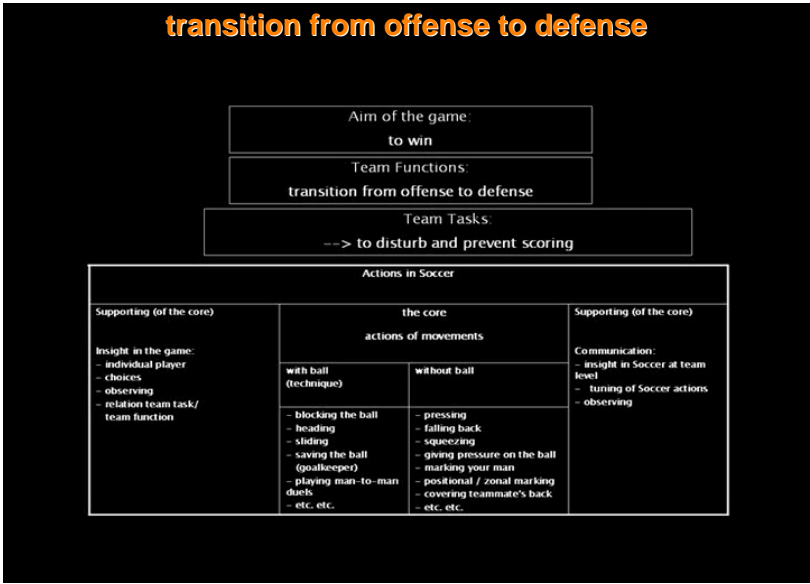 transition from offense to defense
Aim of the game:
to win
Team Functions:
transition from offense to defense
Team Tasks:
--> to disturb and prevent scoring
Actions in Soccer
Supporting (of the core)
Insight in the game:
- individual player
- choices
- observing
- relation team task/
team function
the core
actions of movements
with ball
(technique)
- blocking the ball
- heading
- sliding
- saving the ball
(goalkeeper)
- playing man-to-man
duels
- etc. etc.
without ball
- pressing
- falling back
- squeezing
- giving pressure on the ball
- marking your man
- positional / zonal marking
- covering teammate's back
- etc. etc.
Supporting (of the core)
Communication:
- insight in Soccer at team
level
- tuning of Soccer actions
- observing